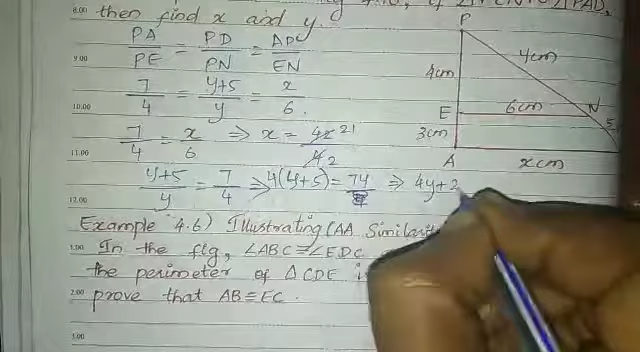 8.00 then find x and y.
PA/PE = PD/PN = AD/EN
9.00
7/4 = y+5/y = x/6.
10.00
7/4 = x/6 ⇒ x = 42 21/4 2
11.00
y+5/y = 7/4 ⇒ 4(y+5) = 7y ⇒ 4y+2
12.00
Example 4.6) Illustrating (AA Similarity
1.00 In the fig, ∠ABC ≅ ∠EDC
the perimeter of △ CDE
2.00 prove that AB ≅ EC.
3.00
P
4cm
4cm
E
6cm
N
3cm
5
A
xcm